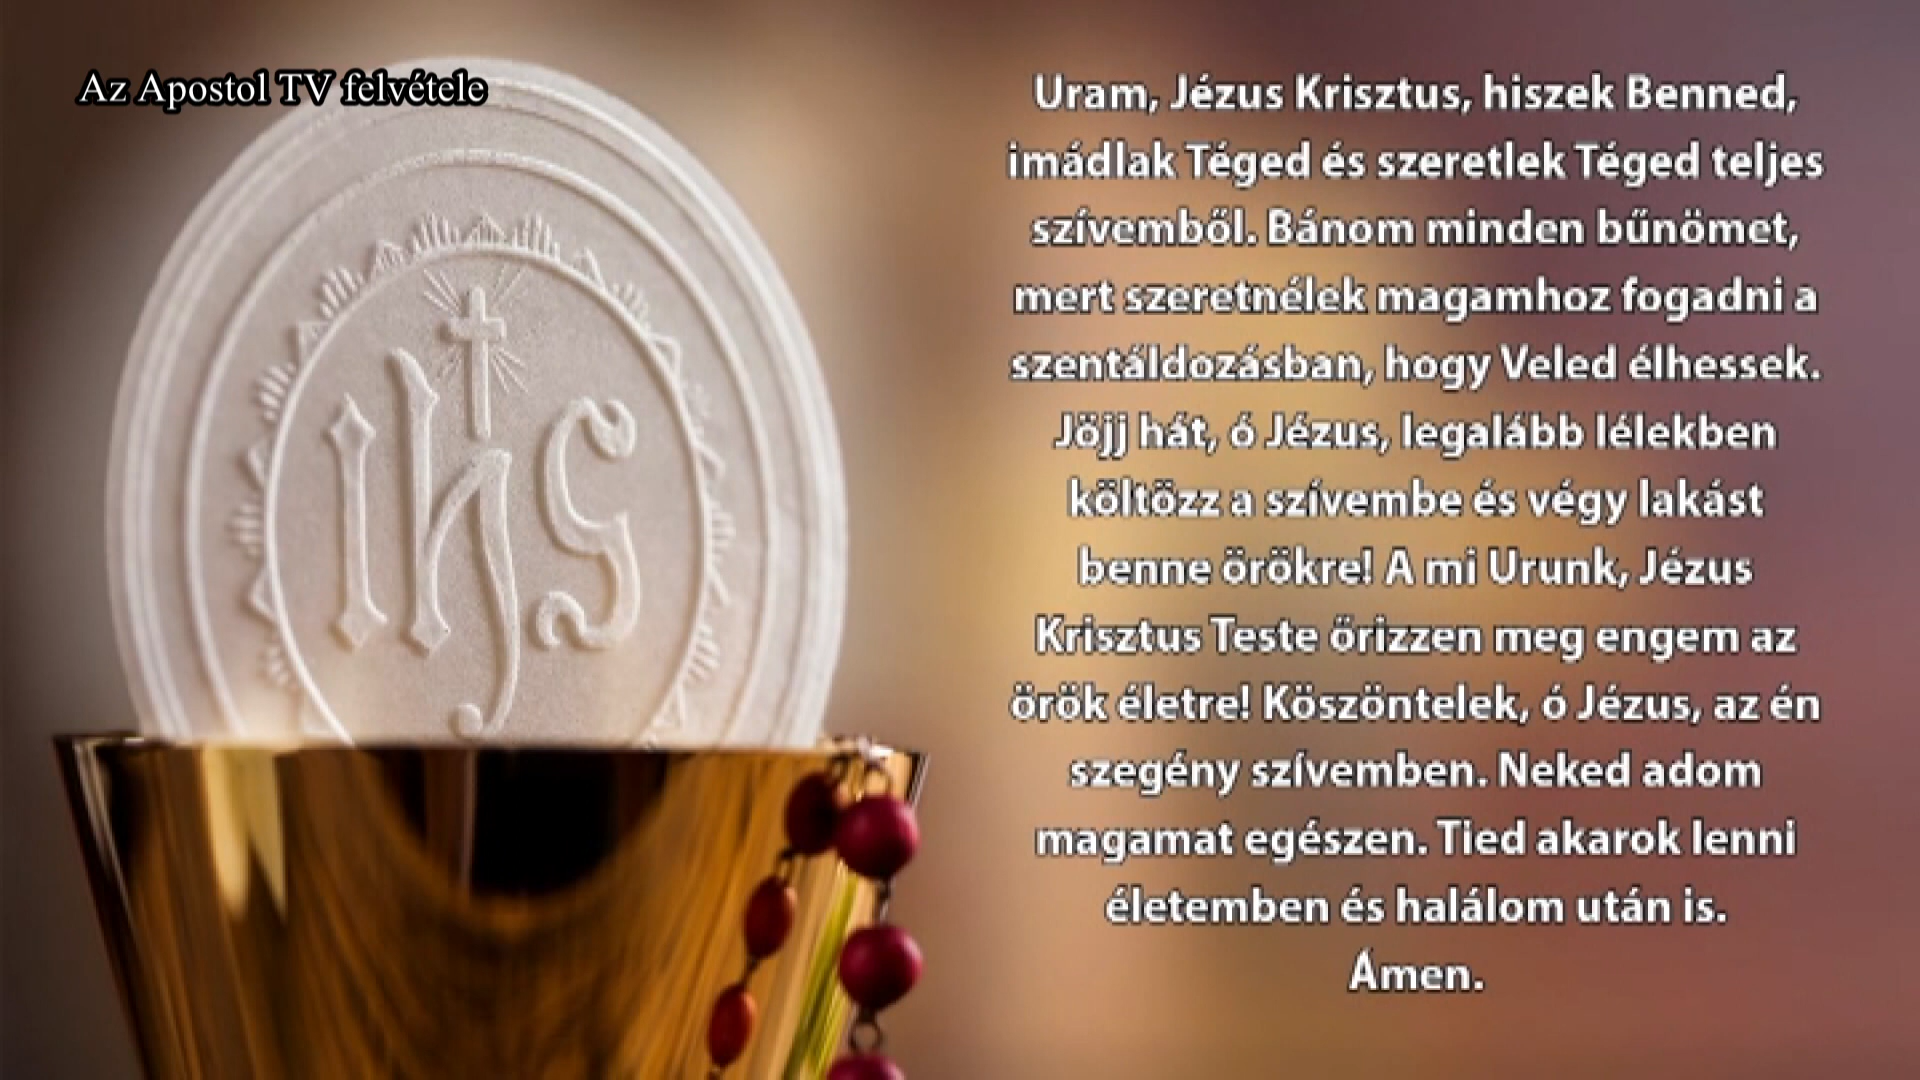 Az Apostol TV felvétele
Uram, Jézus Krisztus, hiszek Benned,
imádlak Téged és szeretlek Téged teljes
szívemből. Bánom minden bűnömet,
mert szeretnélek magamhoz fogadni a
szentáldozásban, hogy Veled élhessek.
Jöjj hát, ó Jézus, legalább lélekben
költözz a szívembe és végy lakást
benne örökre! A mi Urunk, Jézus
Krisztus Teste őrizzen meg engem az
örök életre! Köszöntelek, ó Jézus, az én
szegény szívemben. Neked adom
magamat egészen. Tied akarok lenni
életemben és halálom után is.
Ámen.
ihs